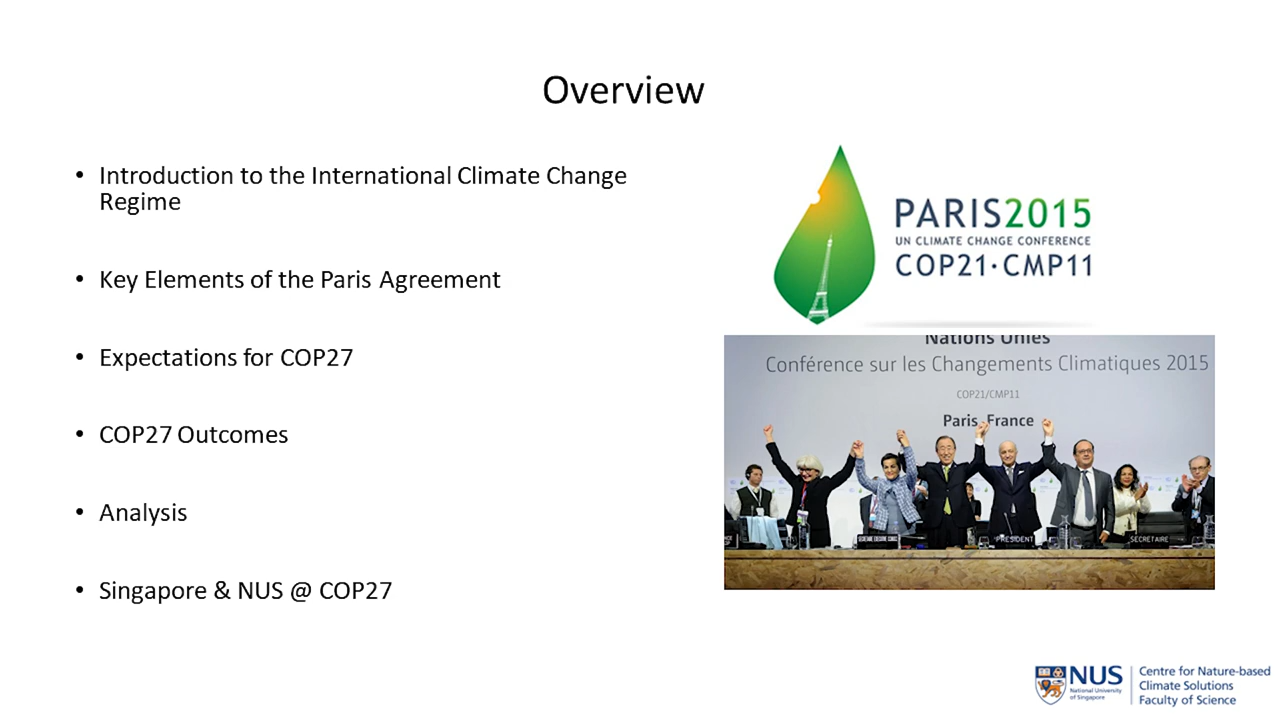 Overview
• Introduction to the International Climate Change
Regime
• Key Elements of the Paris Agreement
• Expectations for COP27
• COP27 Outcomes
• Analysis
• Singapore & NUS @ COP27
PARIS2015
UN CLIMATE CHANGE CONFERENCE
COP21·CMP11
Nations Unies
Conférence sur les Changements Climatiques 2015
COP21/CMP11
Paris, France
PRESIDENT
SECRETAIRE
NUS
National University
of Singapore
Centre for Nature-based
Climate Solutions
Faculty of Science